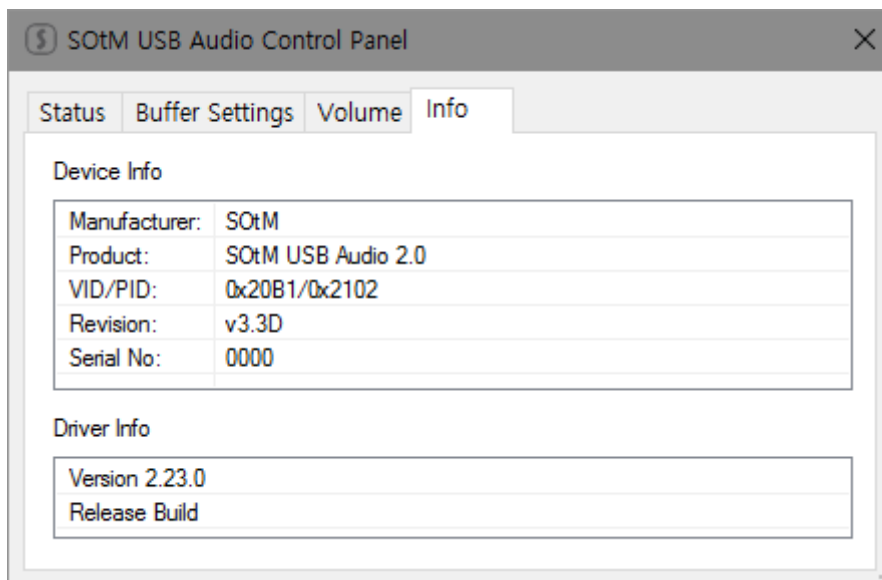 SOtM USB Audio Control Panel
Status Buffer Settings Volume Info
Device Info
Manufacturer: SOtM
Product: SOtM USB Audio 2.0
VID/PID: 0x20B1/0x2102
Revision: v3.3D
Serial No: 0000
Driver Info
Version 2.23.0
Release Build